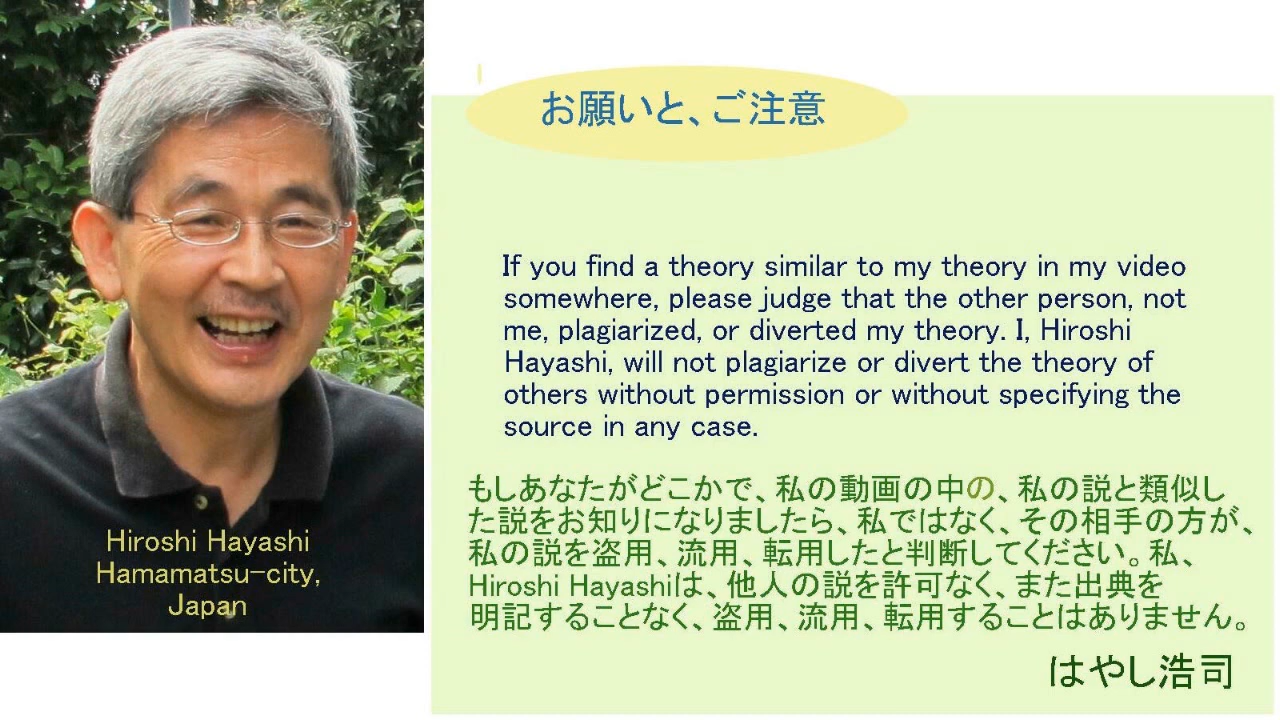 お願いと、ご注意
If you find a theory similar to my theory in my video
somewhere, please judge that the other person, not
me, plagiarized, or diverted my theory. I, Hiroshi
Hayashi, will not plagiarize or divert the theory of
others without permission or without specifying the
source in any case.
もしあなたがどこかで、私の動画の中の、私の説と類似し
た説をお知りになりましたら、私ではなく、その相手の方が、
私の説を盗用、流用、転用したと判断してください。私、
Hiroshi Hayashiは、他人の説を許可なく、また出典を
明記することなく、盗用、流用、転用することはありません。
はやし浩司
Hiroshi Hayashi
Hamamatsu-city,
Japan